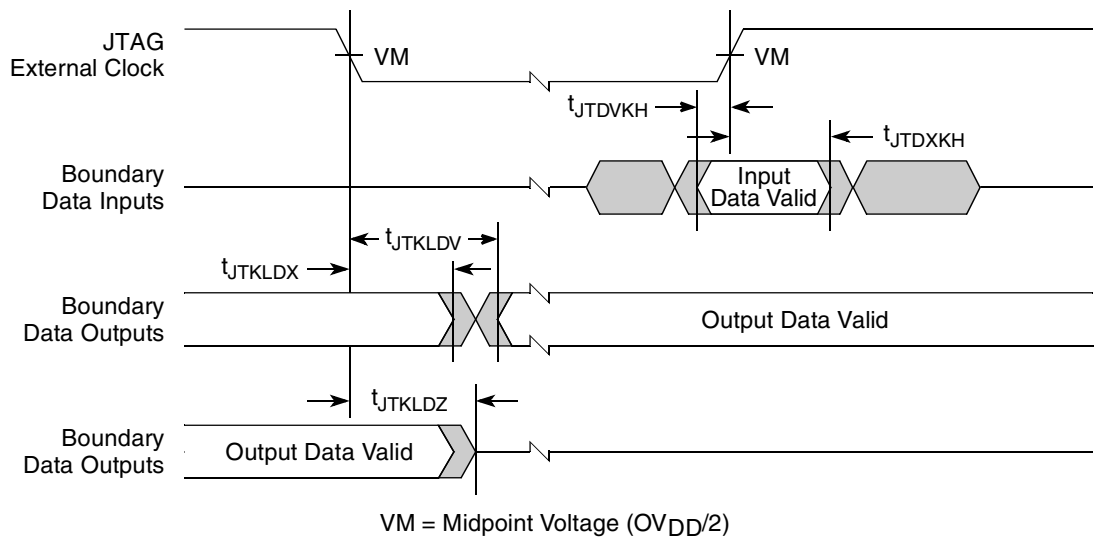 JTAG
External Clock
VM
VM
tJTDVKH
tJTDXKH
Boundary
Data Inputs
Input
Data Valid
tJTKLDV
tJTKLDX
Boundary
Data Outputs
Output Data Valid
tJTKLDZ
Boundary
Data Outputs
Output Data Valid
VM = Midpoint Voltage (OVDD/2)